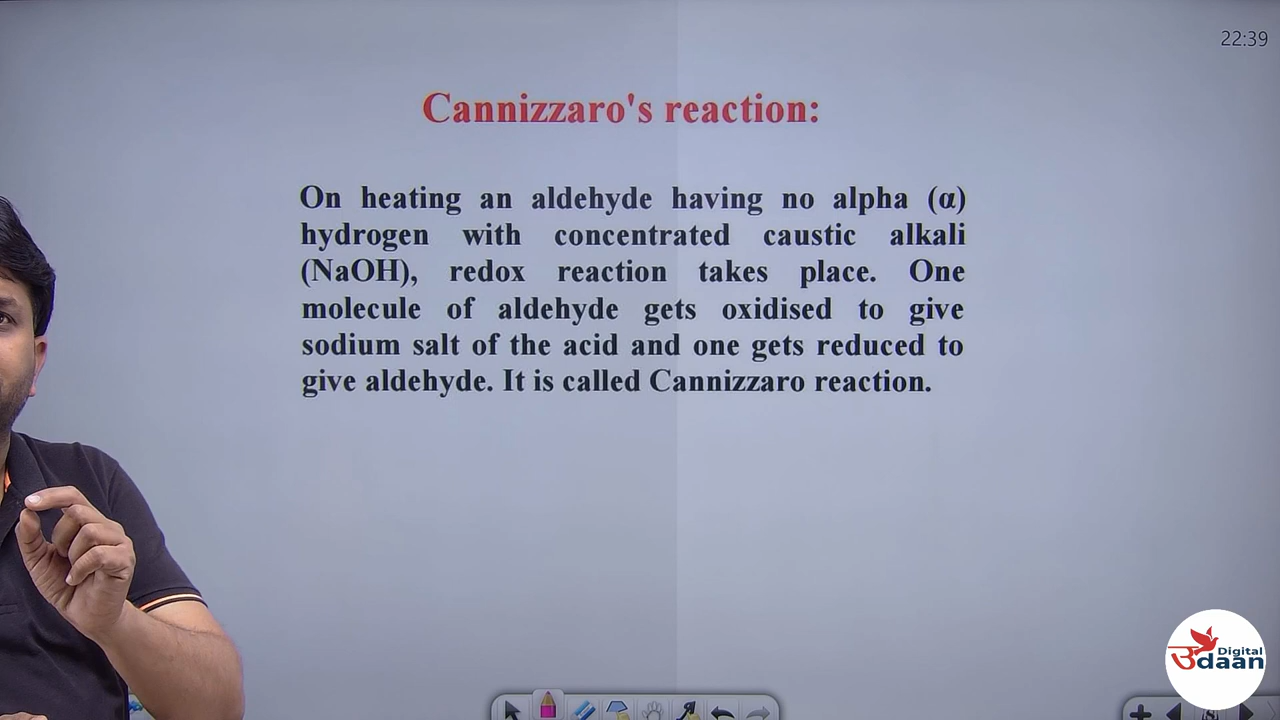 22:39
Cannizzaro's reaction:
On heating an aldehyde having no alpha (α)
hydrogen with concentrated caustic alkali
(NaOH), redox reaction takes place. One
molecule of aldehyde gets oxidised to give
sodium salt of the acid and one gets reduced to
give aldehyde. It is called Cannizzaro reaction.
Digital
उdaan